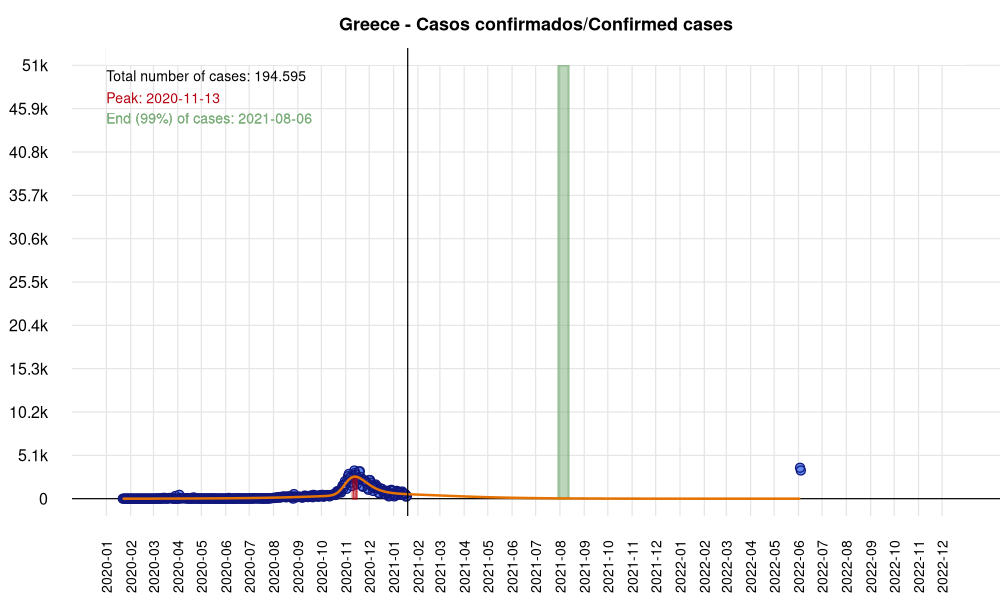 Greece - Casos confirmados/Confirmed cases
Total number of cases: 194.595
Peak: 2020-11-13
End (99%) of cases: 2021-08-06
51k
45.9k
40.8k
35.7k
30.6k
25.5k
20.4k
15.3k
10.2k
5.1k
0
2020-01
2020-02
2020-03
2020-04
2020-05
2020-06
2020-07
2020-08
2020-09
2020-10
2020-11
2020-12
2021-01
2021-02
2021-03
2021-04
2021-05
2021-06
2021-07
2021-08
2021-09
2021-10
2021-11
2021-12
2022-01
2022-02
2022-03
2022-04
2022-05
2022-06
2022-07
2022-08
2022-09
2022-10
2022-11
2022-12